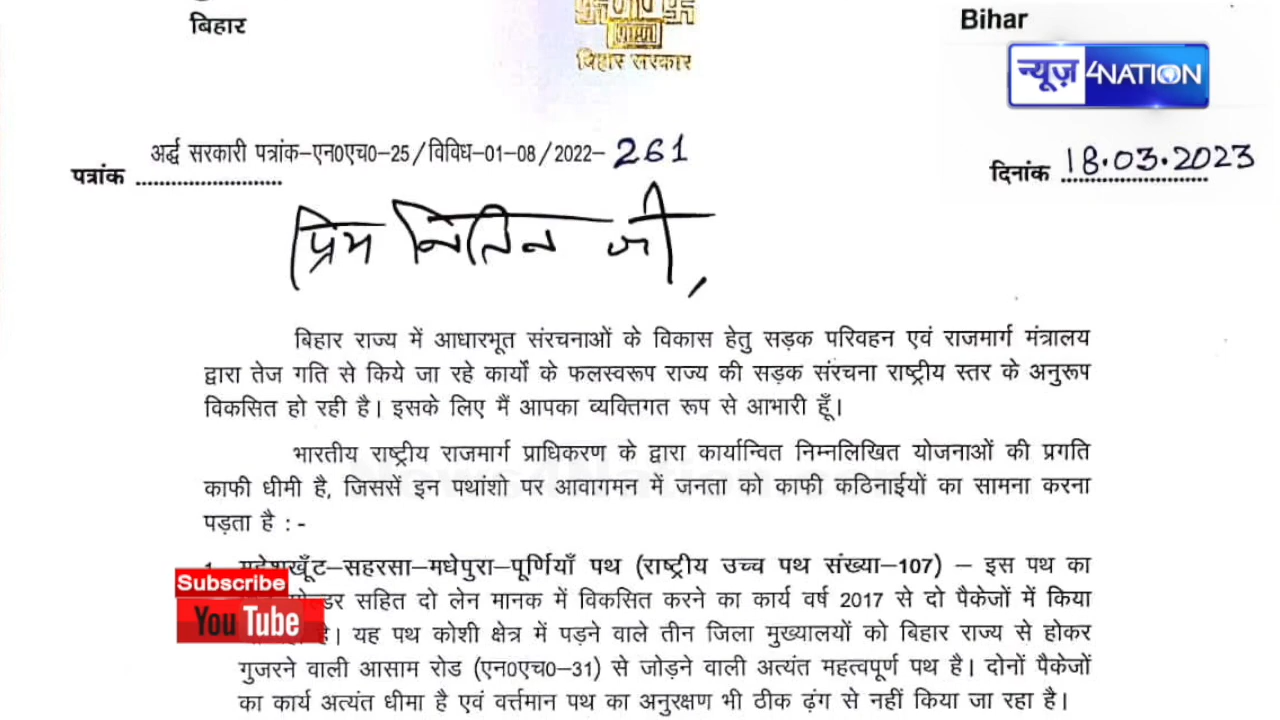 बिहार
Bihar
बिहार सरकार
न्यूज़ 4NATION
अर्द्ध सरकारी पत्रांक-एन0एच0-25/विविध-01-08/2022- 261
पत्रांक ........................
दिनांक 18.03.2023
प्रिय नितिन जी,
बिहार राज्य में आधारभूत संरचनाओं के विकास हेतु सड़क परिवहन एवं राजमार्ग मंत्रालय
द्वारा तेज गति से किये जा रहे कार्यो के फलस्वरूप राज्य की सड़क संरचना राष्ट्रीय स्तर के अनुरूप
विकसित हो रही है। इसके लिए मैं आपका व्यक्तिगत रूप से आभारी हूँ।
भारतीय राष्ट्रीय राजमार्ग प्राधिकरण के द्वारा कार्यान्वित निम्नलिखित योजनाओं की प्रगति
News4Nation.com
काफी धीमी है, जिससें इन पथांशो पर आवागमन में जनता को काफी कठिनाईयों का सामना करना
पड़ता है : -
महेशखूँट-सहरसा-मधेपुरा-पूर्णियाँ पथ (राष्ट्रीय उच्च पथ संख्या-107) – इस पथ का
Subscribe
सहित दो लेन मानक में विकसित करने का कार्य वर्ष 2017 से दो पैकेजों में किया
You Tube
है। यह पथ कोशी क्षेत्र में पड़ने वाले तीन जिला मुख्यालयों को बिहार राज्य से होकर
गुजरने वाली आसाम रोड (एन0एच0-31) से जोड़ने वाली अत्यंत महत्वपूर्ण पथ है। दोनों पैकेजों
का कार्य अत्यंत धीमा है एवं वर्त्तमान पथ का अनुरक्षण भी ठीक ढ़ंग से नहीं किया जा रहा है।